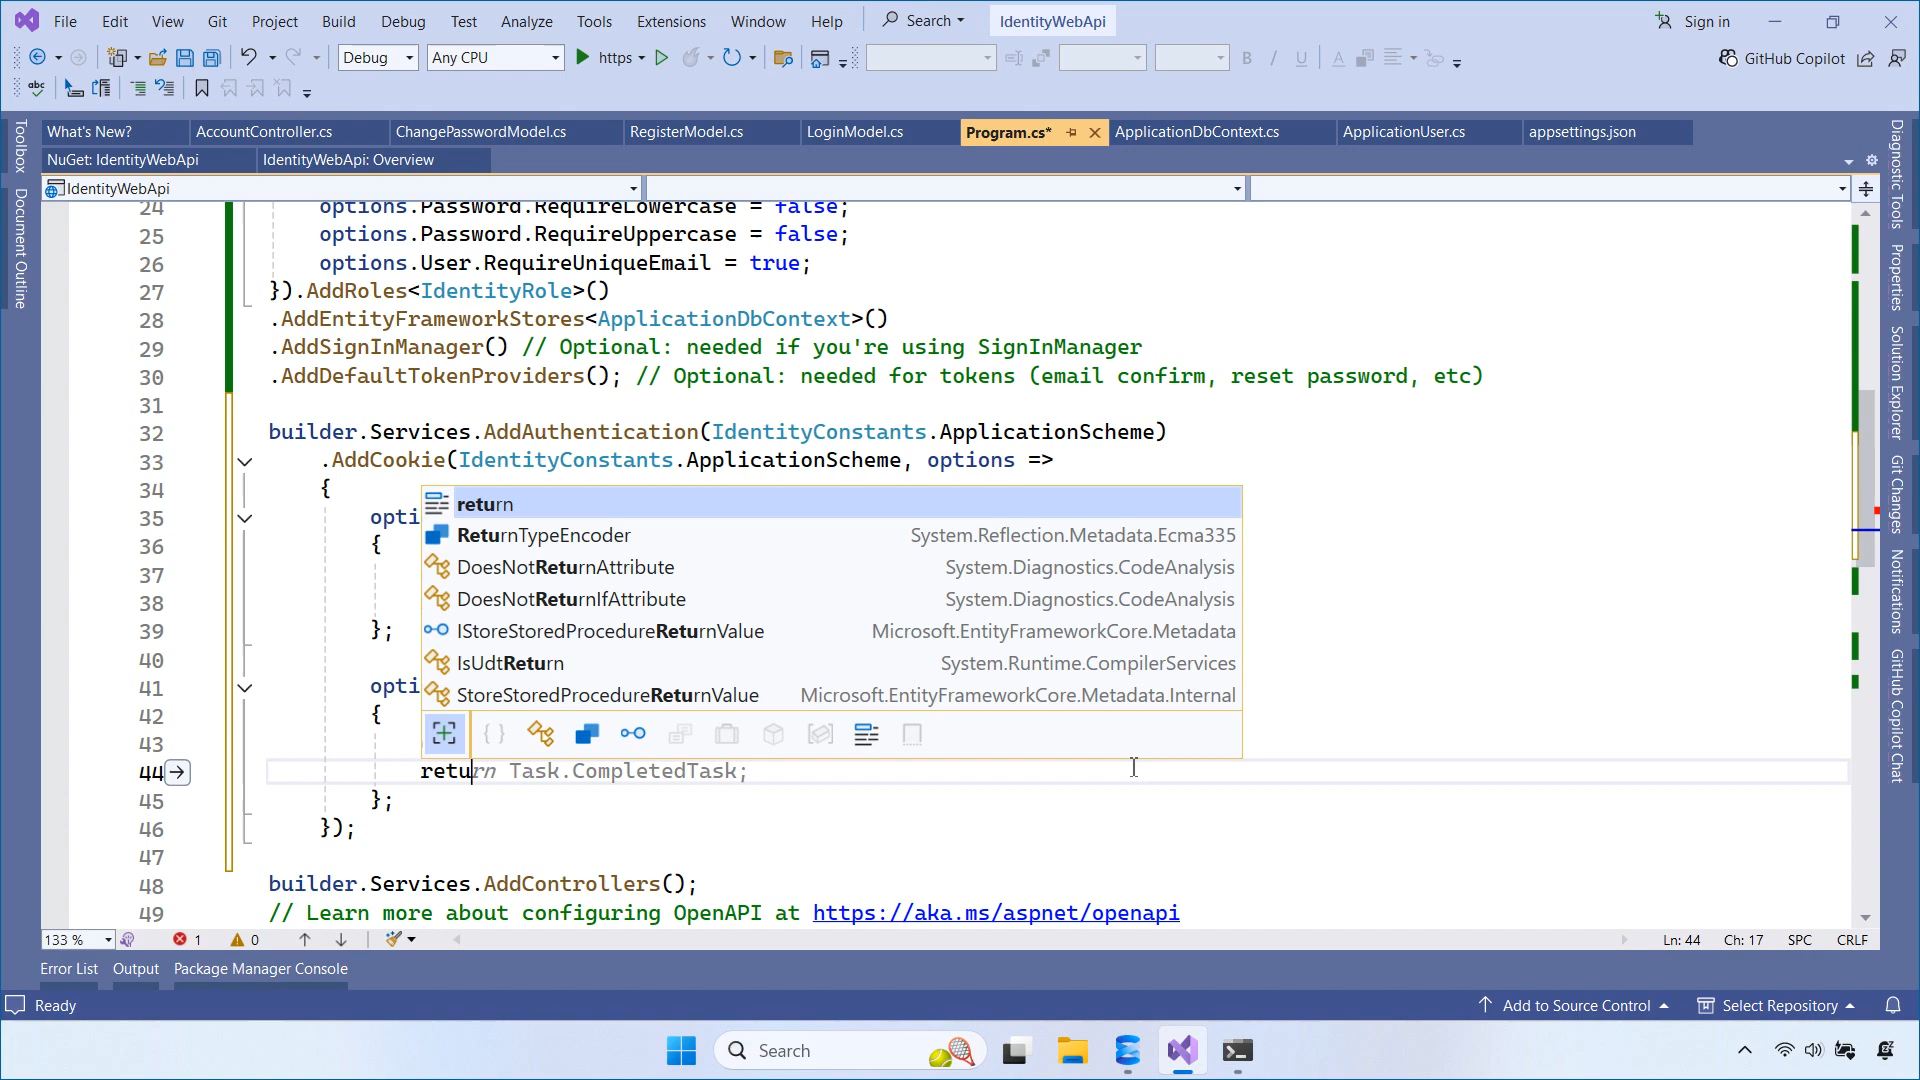 File Edit View Git Project Build Debug Test Analyze Tools Extensions Window Help Search IdentityWebApi Sign in
Debug Any CPU https GitHub Copilot
What's New? AccountController.cs ChangePasswordModel.cs RegisterModel.cs LoginModel.cs Program.cs* ApplicationDbContext.cs ApplicationUser.cs appsettings.json
NuGet: IdentityWebApi IdentityWebApi: Overview
IdentityWebApi
Toolbox
Document Outline
24 options.Password.RequireLowercase = false;
25 options.Password.RequireUppercase = false;
26 options.User.RequireUniqueEmail = true;
27 }).AddRoles<IdentityRole>()
28 .AddEntityFrameworkStores<ApplicationDbContext>()
29 .AddSignInManager() // Optional: needed if you're using SignInManager
30 .AddDefaultTokenProviders(); // Optional: needed for tokens (email confirm, reset password, etc)
31
32 builder.Services.AddAuthentication(IdentityConstants.ApplicationScheme)
33 .AddCookie(IdentityConstants.ApplicationScheme, options =>
34 {
35 opti
36 {
37
38
39 };
40
41 opti
42 {
43
44 return Task.CompletedTask;
45 };
46 });
47
48 builder.Services.AddControllers();
49 // Learn more about configuring OpenAPI at https://aka.ms/aspnet/openapi
return
ReturnTypeEncoder System.Reflection.Metadata.Ecma335
DoesNotReturnAttribute System.Diagnostics.CodeAnalysis
DoesNotReturnIfAttribute System.Diagnostics.CodeAnalysis
IStoreStoredProcedureReturnValue Microsoft.EntityFrameworkCore.Metadata
IsUdtReturn System.Runtime.CompilerServices
StoreStoredProcedureReturnValue Microsoft.EntityFrameworkCore.Metadata.Internal
Diagnostic Tools
Properties
Solution Explorer
Git Changes
Notifications
GitHub Copilot Chat
133 % 1 0 Ln: 44 Ch: 17 SPC CRLF
Error List Output Package Manager Console
Ready Add to Source Control Select Repository
Search